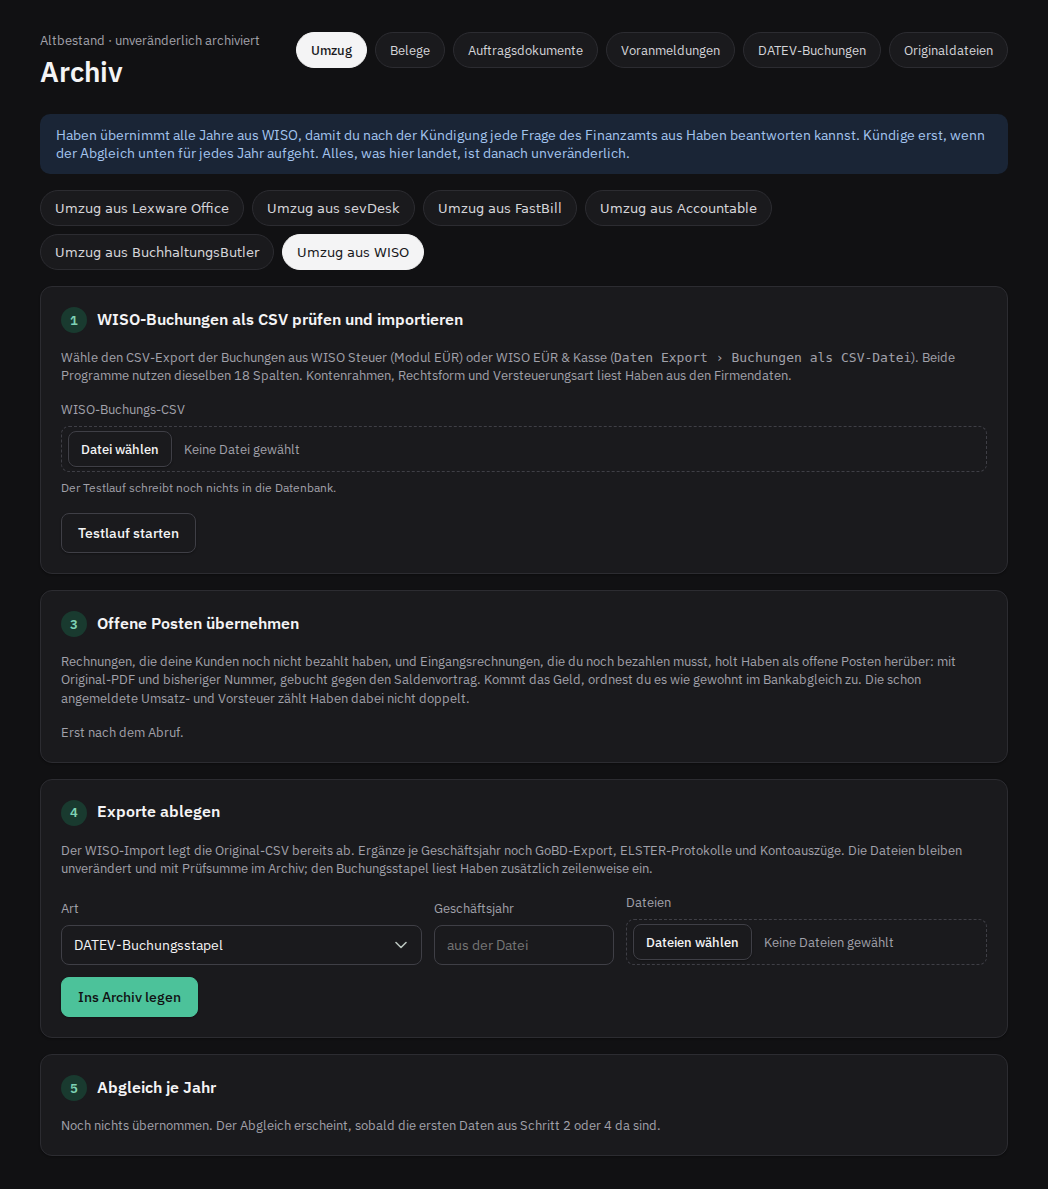 Altbestand · unveränderlich archiviert
Archiv
Umzug
Belege
Auftragsdokumente
Voranmeldungen
DATEV-Buchungen
Originaldateien
Haben übernimmt alle Jahre aus WISO, damit du nach der Kündigung jede Frage des Finanzamts aus Haben beantworten kannst. Kündige erst, wenn
der Abgleich unten für jedes Jahr aufgeht. Alles, was hier landet, ist danach unveränderlich.
Umzug aus Lexware Office
Umzug aus sevDesk
Umzug aus FastBill
Umzug aus Accountable
Umzug aus BuchhaltungsButler
Umzug aus WISO
1 WISO-Buchungen als CSV prüfen und importieren
Wähle den CSV-Export der Buchungen aus WISO Steuer (Modul EÜR) oder WISO EÜR & Kasse (Daten Export › Buchungen als CSV-Datei). Beide
Programme nutzen dieselben 18 Spalten. Kontenrahmen, Rechtsform und Versteuerungsart liest Haben aus den Firmendaten.
WISO-Buchungs-CSV
Datei wählen Keine Datei gewählt
Der Testlauf schreibt noch nichts in die Datenbank.
Testlauf starten
3 Offene Posten übernehmen
Rechnungen, die deine Kunden noch nicht bezahlt haben, und Eingangsrechnungen, die du noch bezahlen musst, holt Haben als offene Posten herüber: mit
Original-PDF und bisheriger Nummer, gebucht gegen den Saldenvortrag. Kommt das Geld, ordnest du es wie gewohnt im Bankabgleich zu. Die schon
angemeldete Umsatz- und Vorsteuer zählt Haben dabei nicht doppelt.
Erst nach dem Abruf.
4 Exporte ablegen
Der WISO-Import legt die Original-CSV bereits ab. Ergänze je Geschäftsjahr noch GoBD-Export, ELSTER-Protokolle und Kontoauszüge. Die Dateien bleiben
unverändert und mit Prüfsumme im Archiv; den Buchungsstapel liest Haben zusätzlich zeilenweise ein.
Art
DATEV-Buchungsstapel
Geschäftsjahr
aus der Datei
Dateien
Dateien wählen Keine Dateien gewählt
Ins Archiv legen
5 Abgleich je Jahr
Noch nichts übernommen. Der Abgleich erscheint, sobald die ersten Daten aus Schritt 2 oder 4 da sind.